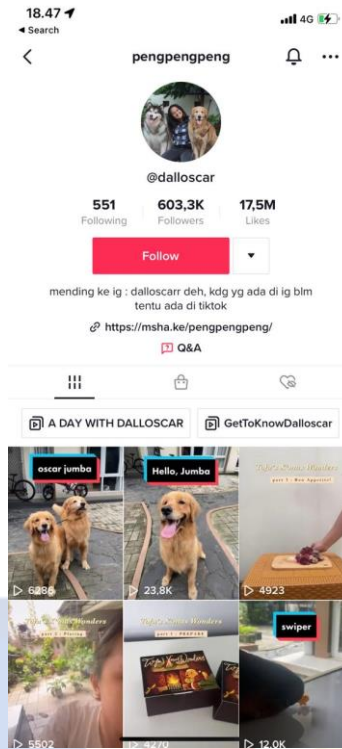 18.47
4G
Search
pengpengpeng
@dalloscar
551 603,3K 17,5M
Following Followers Likes
Follow
mending ke ig : dalloscarr deh, kdg yg ada di ig blm
tentu ada di tiktok
https://msha.ke/pengpengpeng/
Q&A
A DAY WITH DALLOSCAR GetToKnowDalloscar
oscar jumba
Hello, Jumba
6286
23,8K
4923
swiper
5502
4270
12,0K